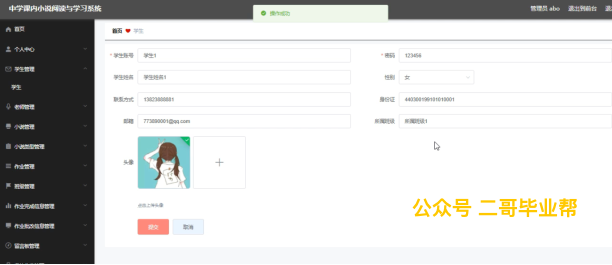 中学课内小说阅读与学习系统
操作成功
管理员 abo
退出到前台
首页
个人中心
学生管理
学生
老师管理
小说管理
小说类型管理
作业管理
班级管理
作业完成信息管理
作业批改信息管理
留言板管理
首页 学生
* 学生账号 学生1
* 密码 123456
学生姓名 学生姓名1
性别 女
联系方式 13823888881
身份证 440300199101010001
邮箱 773888001@qq.com
所属班级 所属班级1
头像
点击上传头像
提交
取消
公众号 二哥毕业帮